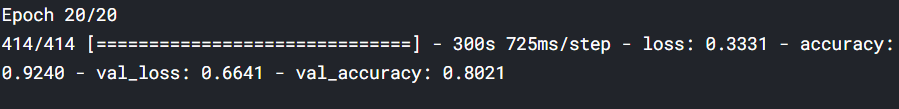 Epoch 20/20
414/414 [==============================] - 300s 725ms/step - loss: 0.3331 - accuracy:
0.9240 - val_loss: 0.6641 - val_accuracy: 0.8021